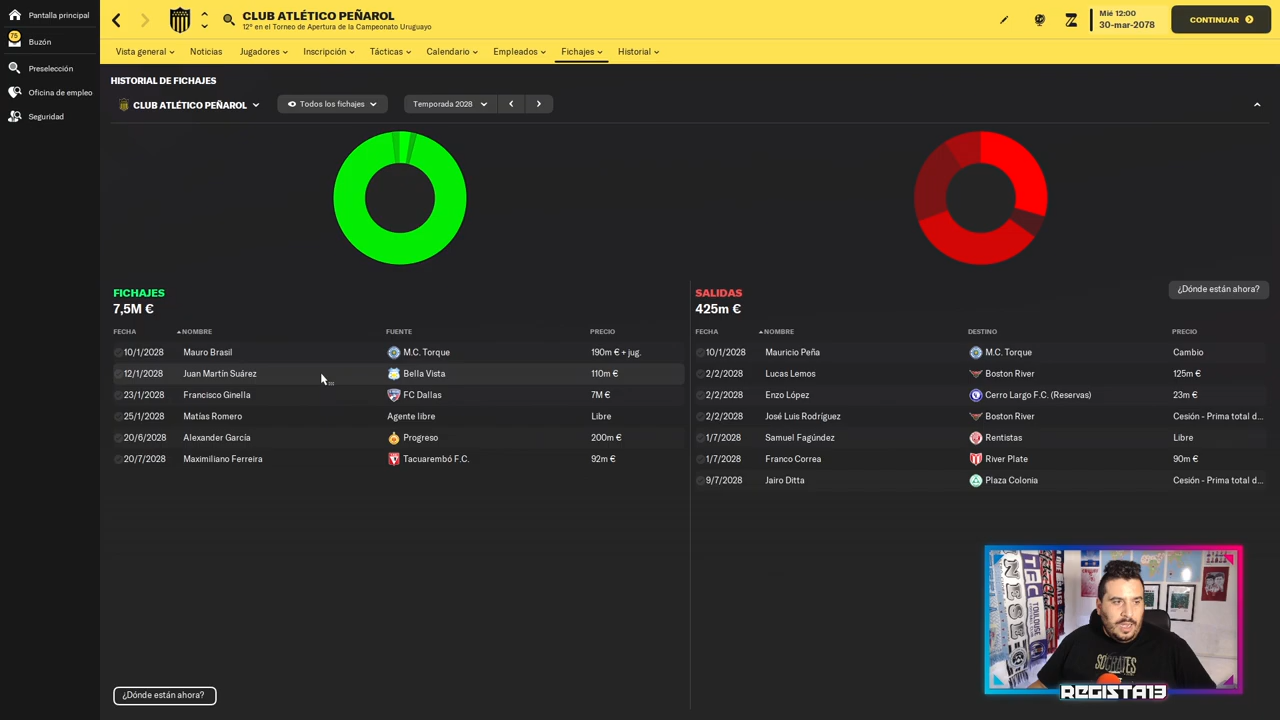 Pantalla principal
75
Buzón
Preselección
Oficina de empleo
Seguridad
CLUB ATLÉTICO PEÑAROL
12º en el Torneo de Apertura de la Campeonato Uruguayo
Mié 12:00
30-mar-2078
CONTINUAR
Vista general Noticias Jugadores Inscripción Tácticas Calendario Empleados Fichajes Historial
HISTORIAL DE FICHAJES
CLUB ATLÉTICO PEÑAROL Todos los fichajes Temporada 2028
FICHAJES
7,5M €
FECHA NOMBRE FUENTE PRECIO
10/1/2028 Mauro Brasil M.C. Torque 190m € + jug.
12/1/2028 Juan Martín Suárez Bella Vista 110m €
23/1/2028 Francisco Ginella FC Dallas 7M €
25/1/2028 Matías Romero Agente libre Libre
20/6/2028 Alexander García Progreso 200m €
20/7/2028 Maximiliano Ferreira Tacuarembó F.C. 92m €
¿Dónde están ahora?
SALIDAS
425m €
¿Dónde están ahora?
FECHA NOMBRE DESTINO PRECIO
10/1/2028 Mauricio Peña M.C. Torque Cambio
2/2/2028 Lucas Lemos Boston River 125m €
2/2/2028 Enzo López Cerro Largo F.C. (Reservas) 23m €
2/2/2028 José Luis Rodríguez Boston River Cesión - Prima total d...
1/7/2028 Samuel Fagúndez Rentistas Libre
1/7/2028 Franco Correa River Plate 90m €
9/7/2028 Jairo Ditta Plaza Colonia Cesión - Prima total d...
TFC
TOULOUSE
SOCRATES
REGISTA13